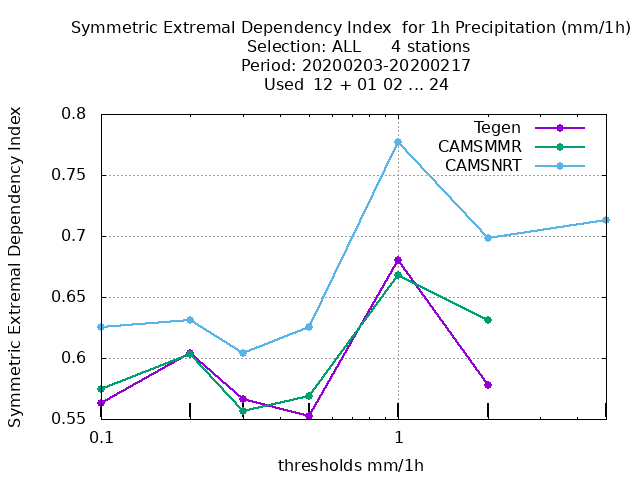 Symmetric Extremal Dependency Index  for 1h Precipitation (mm/1h)
Selection: ALL      4 stations
Period: 20200203-20200217
Used  12 + 01 02 ... 24
Symmetric Extremal Dependency Index
0.8
0.75
0.7
0.65
0.6
0.55
Tegen
CAMSMMR
CAMSNRT
0.1
1
thresholds mm/1h